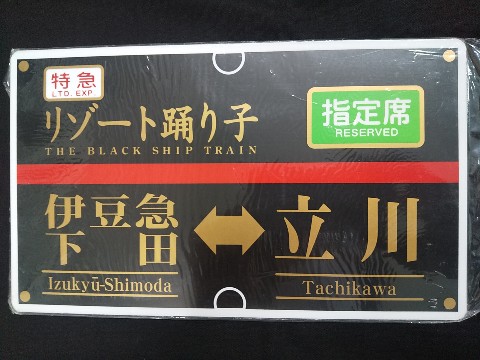 特急
LTD. EXP.
リゾート踊り子
THE BLACK SHIP TRAIN
指定席
RESERVED
伊豆急
下田
Izukyū-Shimoda
立川
Tachikawa